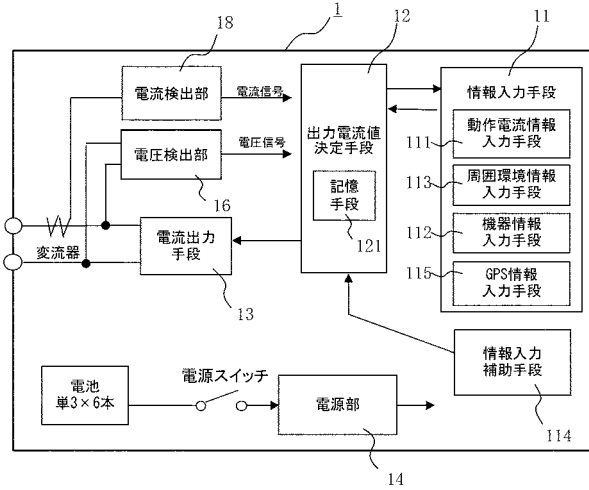 1
18
電流検出部
電流信号
12
出力電流値
決定手段
記憶
手段
121
11
情報入力手段
動作電流情報
入力手段
111
周囲環境情報
入力手段
113
機器情報
入力手段
112
GPS情報
入力手段
115
電圧検出部
電圧信号
16
変流器
電流出力
手段
13
情報入力
補助手段
114
電池
単3×6本
電源スイッチ
電源部
14